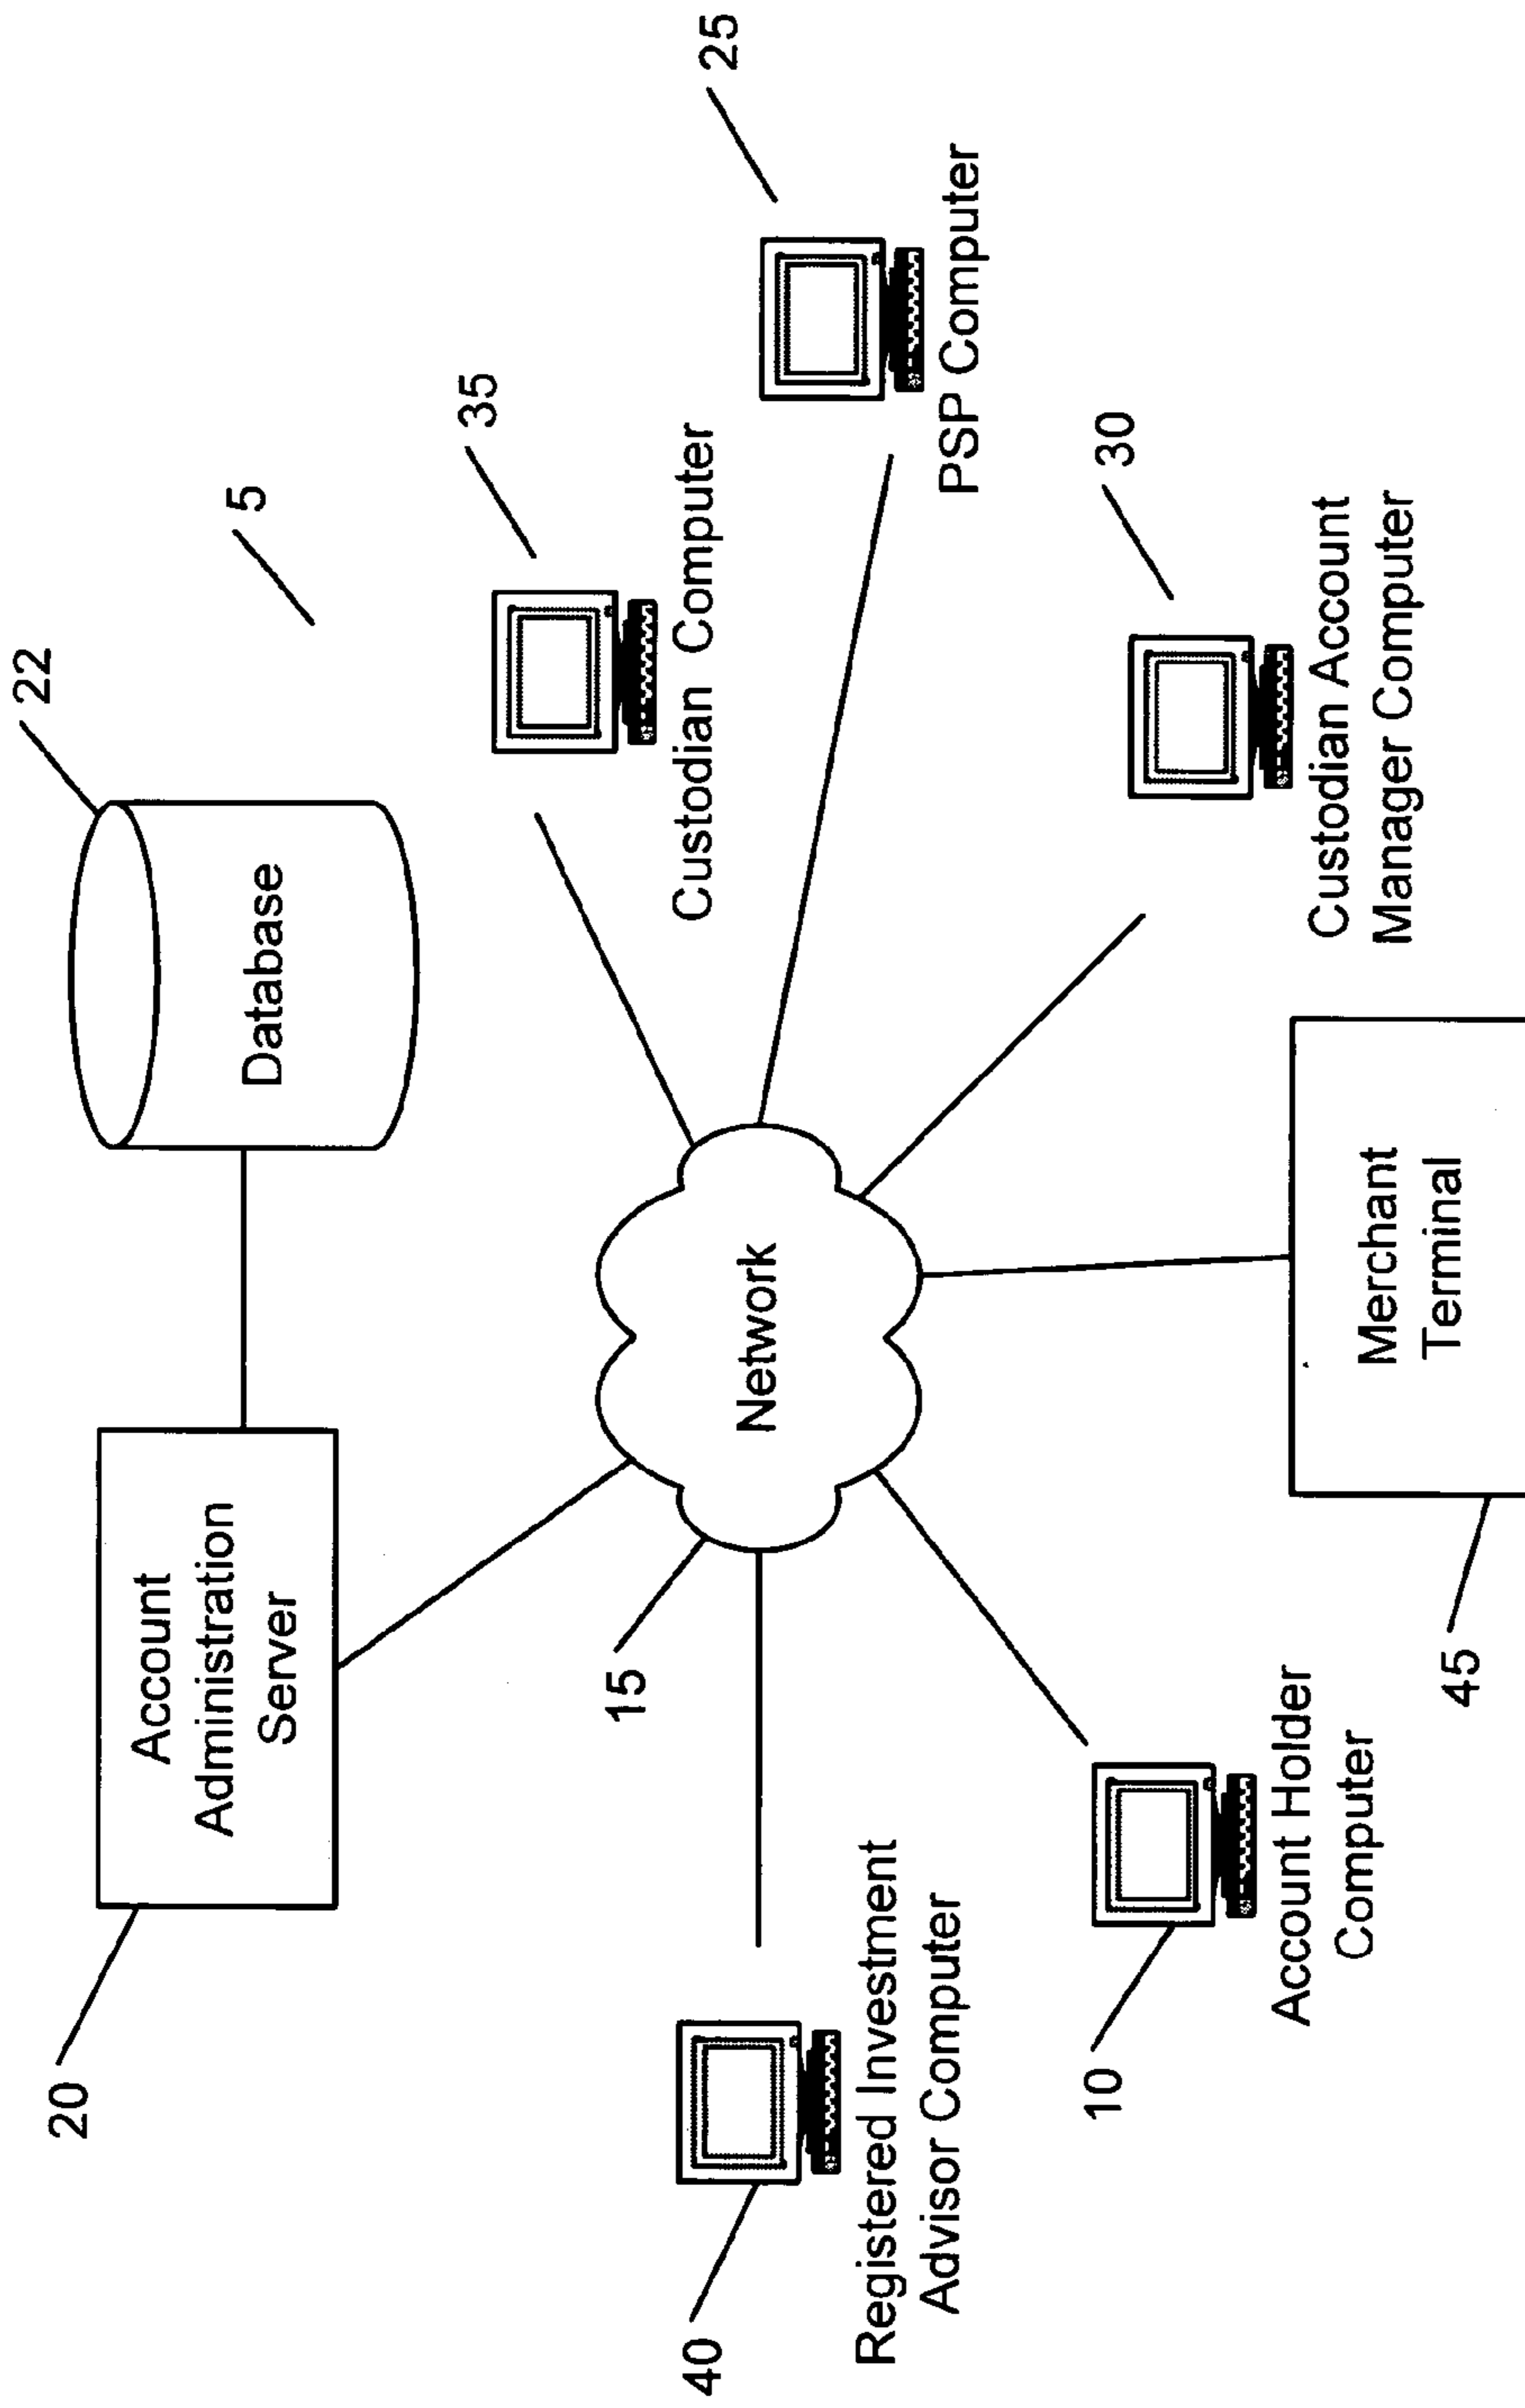 20
Account
Administration
Server
Database
22
5
35
Custodian Computer
25
PSP Computer
15
Network
40
Registered Investment
Advisor Computer
10
Account Holder
Computer
45
Merchant
Terminal
30
Custodian Account
Manager Computer